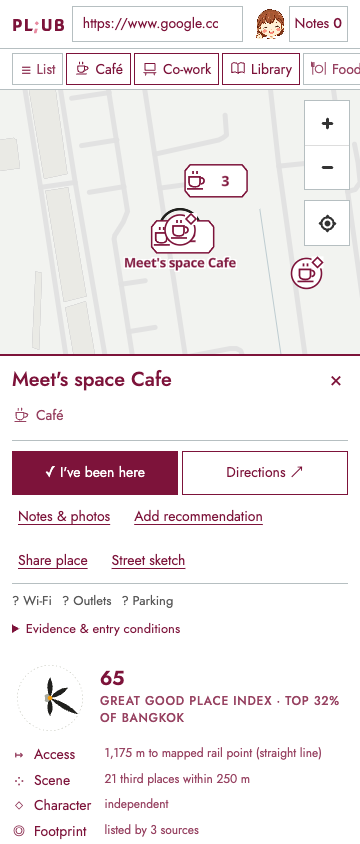 PL;UB
https://www.google.cc
Notes 0
List
Café
Co-work
Library
Food
+
3
−
Meet's space Cafe
Meet's space Cafe
×
Café
✓ I've been here
Directions ↗
Notes & photos
Add recommendation
Share place
Street sketch
? Wi-Fi ? Outlets ? Parking
▶ Evidence & entry conditions
65
GREAT GOOD PLACE INDEX · TOP 32%
OF BANGKOK
Access 1,175 m to mapped rail point (straight line)
Scene 21 third places within 250 m
Character independent
Footprint listed by 3 sources